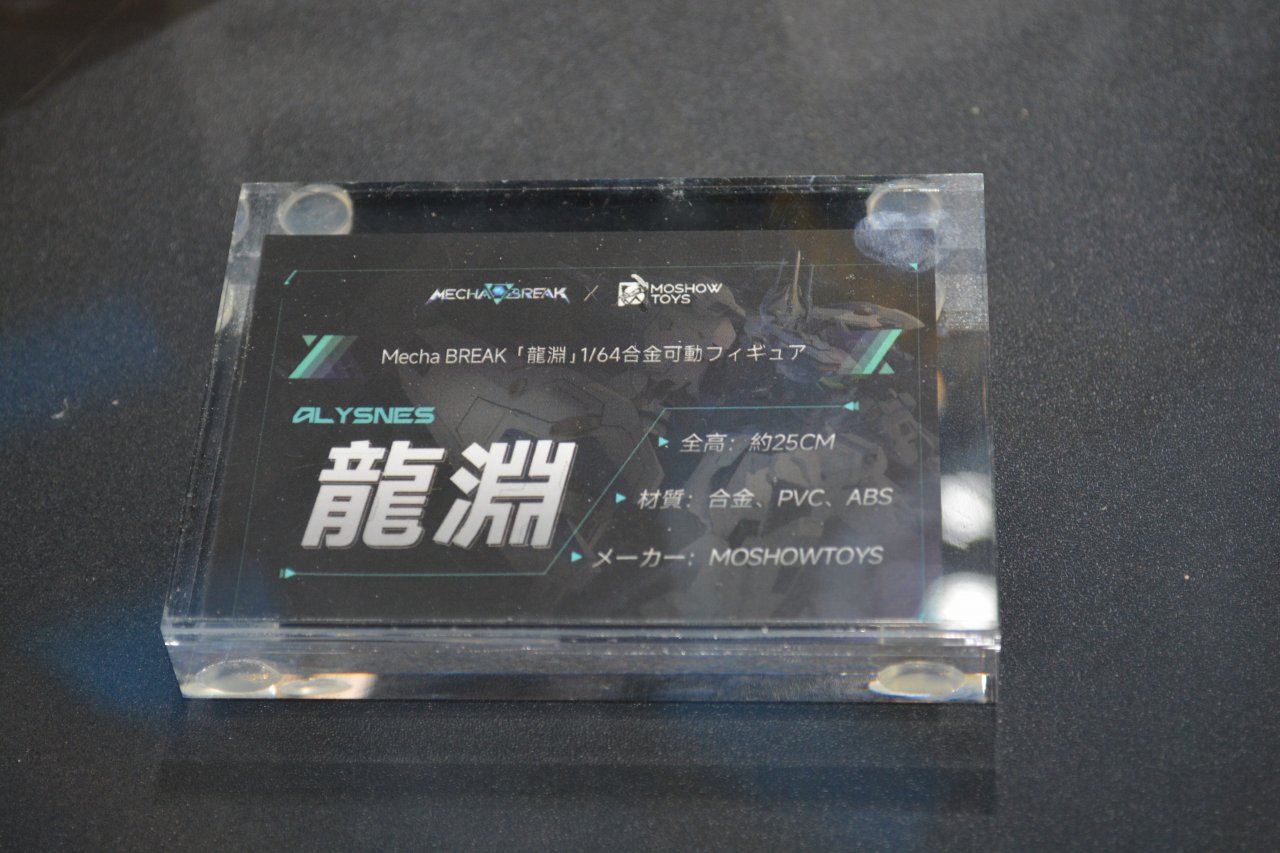 MECHA BREAK × MOSHOW TOYS
Mecha BREAK「龍淵」1/64合金可動フィギュア
ALYSNES
龍淵
全高：約25CM
材質：合金、PVC、ABS
メーカー：MOSHOWTOYS